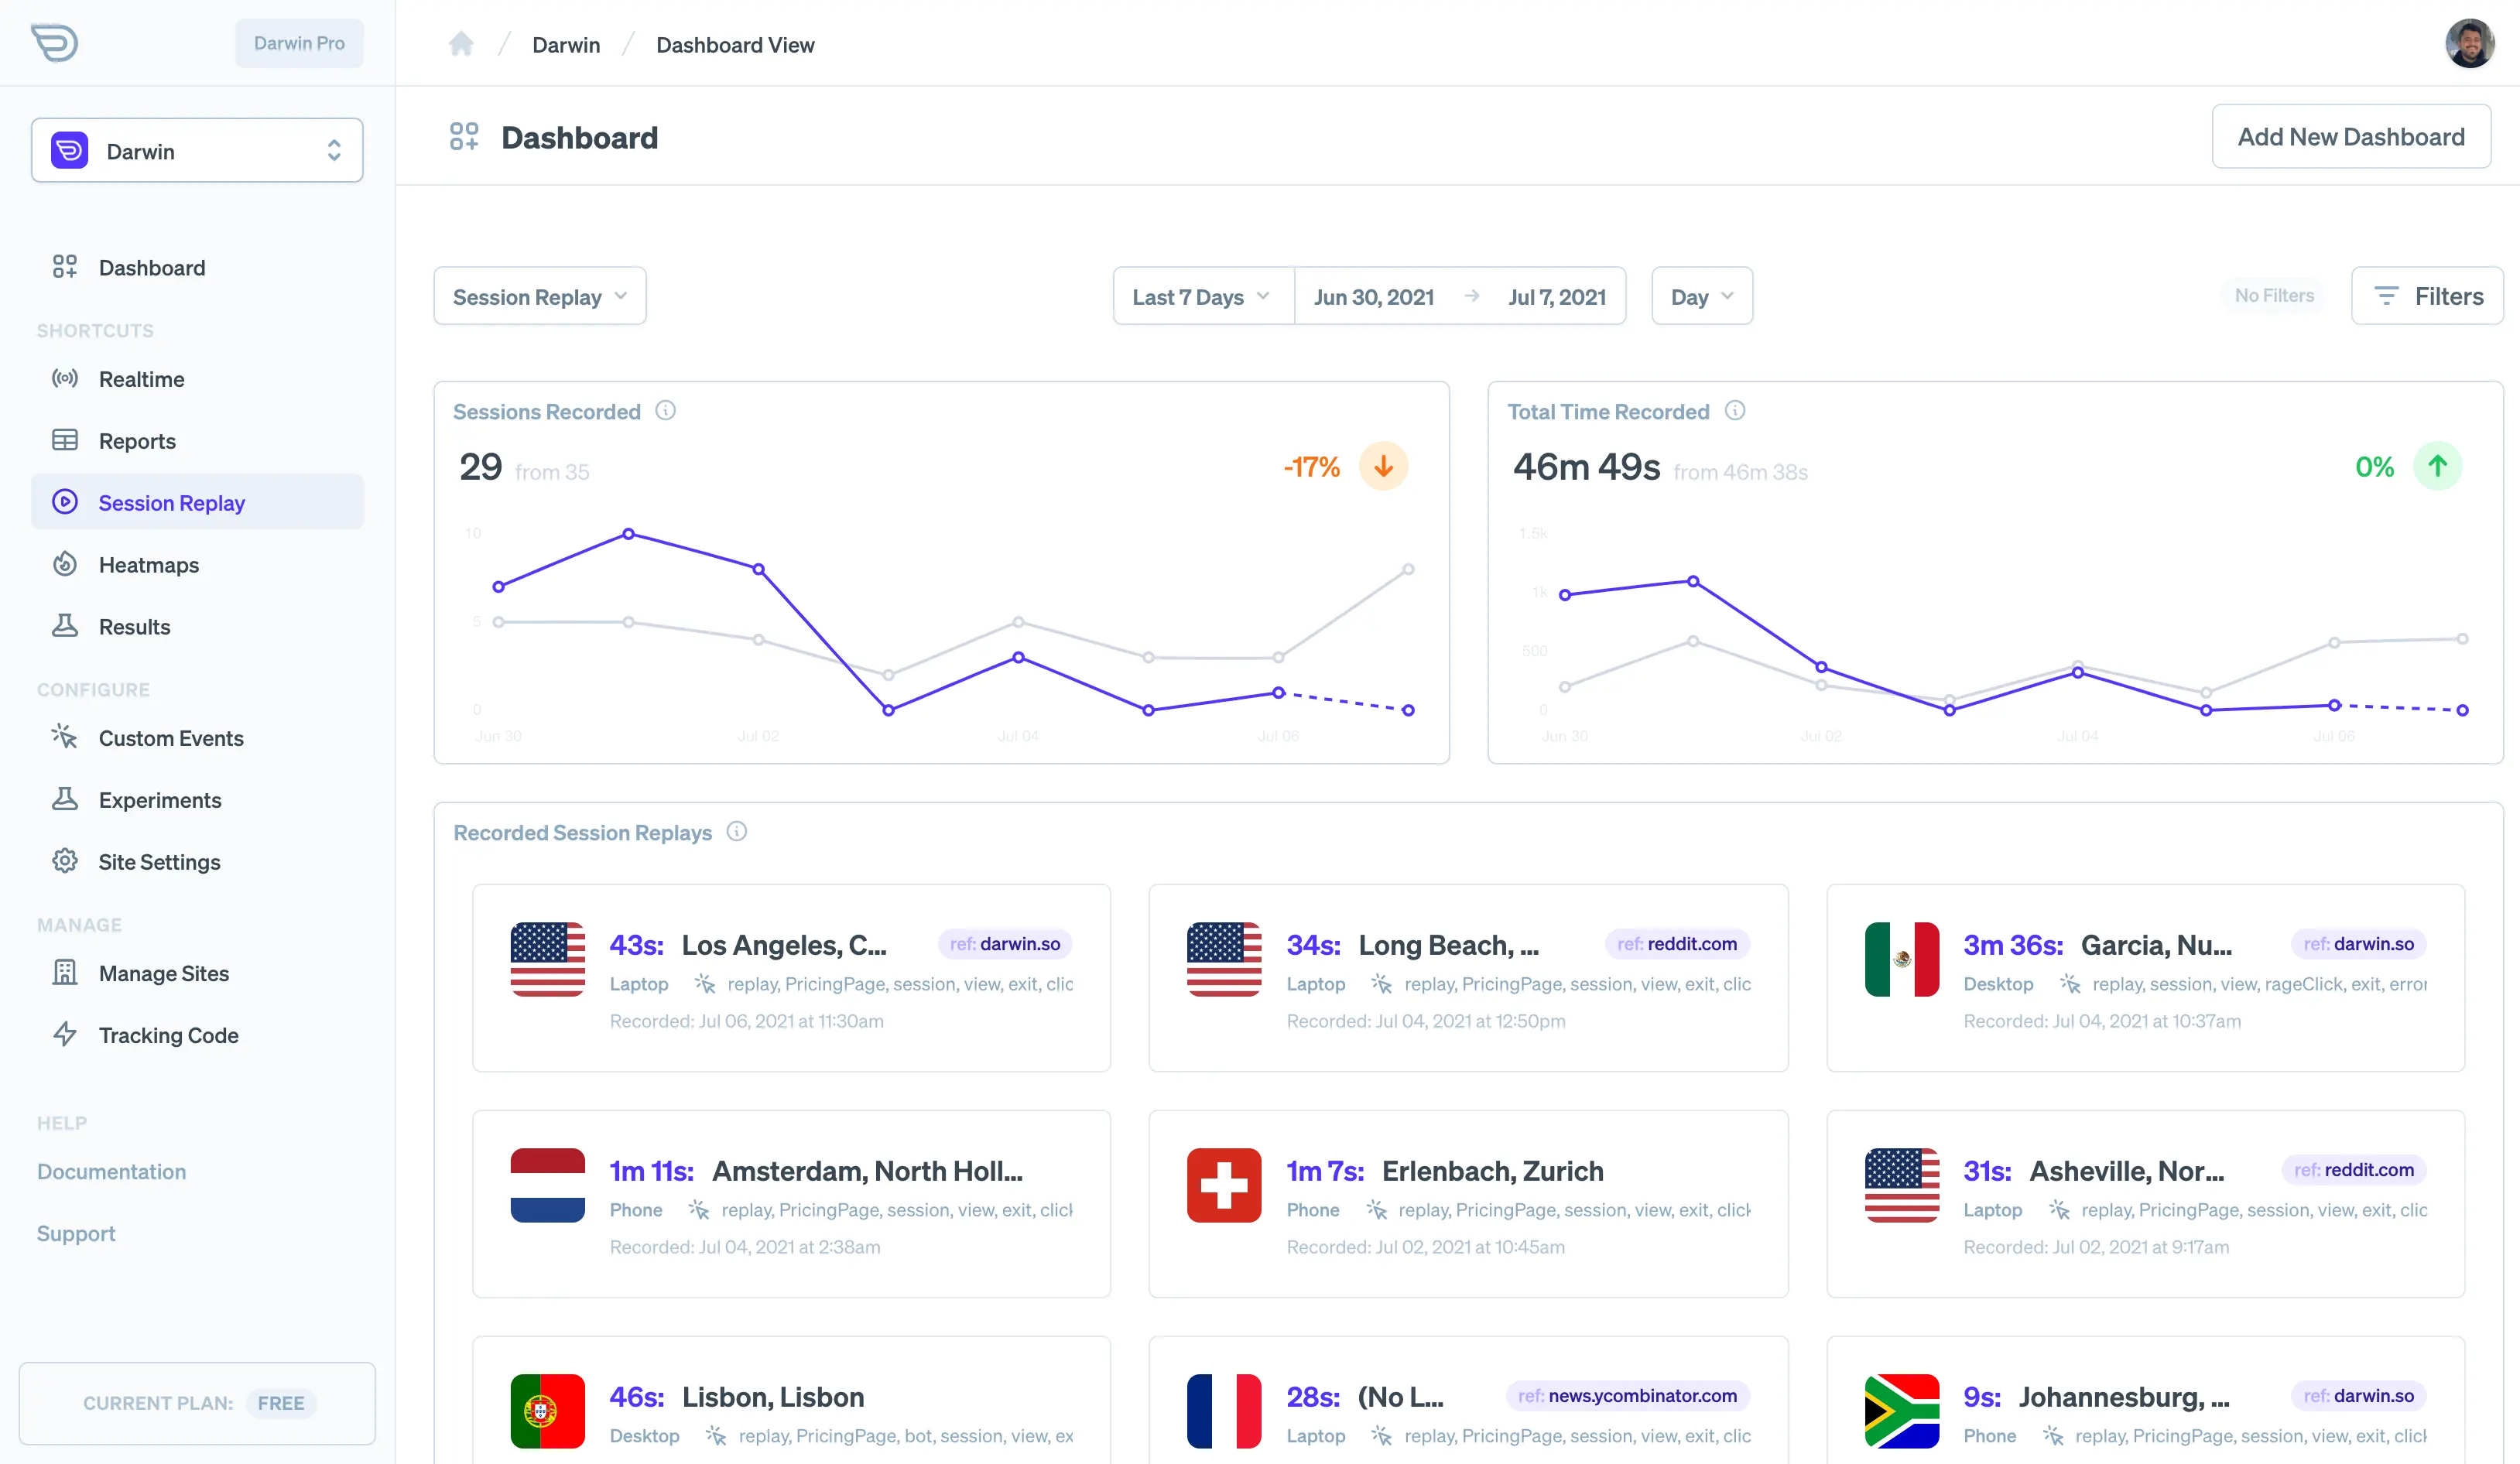 Darwin Pro
Darwin
Dashboard
SHORTCUTS
Realtime
Reports
Session Replay
Heatmaps
Results
CONFIGURE
Custom Events
Experiments
Site Settings
MANAGE
Manage Sites
Tracking Code
HELP
Documentation
Support
CURRENT PLAN: FREE
/ Darwin / Dashboard View
Dashboard
Add New Dashboard
Session Replay
Last 7 Days
Jun 30, 2021 → Jul 7, 2021
Day
No Filters
Filters
Sessions Recorded
29 from 35
-17%
10
5
0
Jun 30 Jul 02 Jul 04 Jul 06
Total Time Recorded
46m 49s from 46m 38s
0%
1.5k
1k
500
0
Jun 30 Jul 02 Jul 04 Jul 06
Recorded Session Replays
43s: Los Angeles, C... ref: darwin.so
Laptop replay, PricingPage, session, view, exit, clic
Recorded: Jul 06, 2021 at 11:30am
34s: Long Beach, ... ref: reddit.com
Laptop replay, PricingPage, session, view, exit, clic
Recorded: Jul 04, 2021 at 12:50pm
3m 36s: Garcia, Nu... ref: darwin.so
Desktop replay, session, view, rageClick, exit, error
Recorded: Jul 04, 2021 at 10:37am
1m 11s: Amsterdam, North Holl...
Phone replay, PricingPage, session, view, exit, click
Recorded: Jul 04, 2021 at 2:38am
1m 7s: Erlenbach, Zurich
Phone replay, PricingPage, session, view, exit, click
Recorded: Jul 02, 2021 at 10:45am
31s: Asheville, Nor... ref: reddit.com
Laptop replay, PricingPage, session, view, exit, clic
Recorded: Jul 02, 2021 at 9:17am
46s: Lisbon, Lisbon
Desktop replay, PricingPage, bot, session, view, ex
28s: (No L... ref: news.ycombinator.com
Laptop replay, PricingPage, session, view, exit, clic
9s: Johannesburg, ... ref: darwin.so
Phone replay, PricingPage, session, view, exit, click